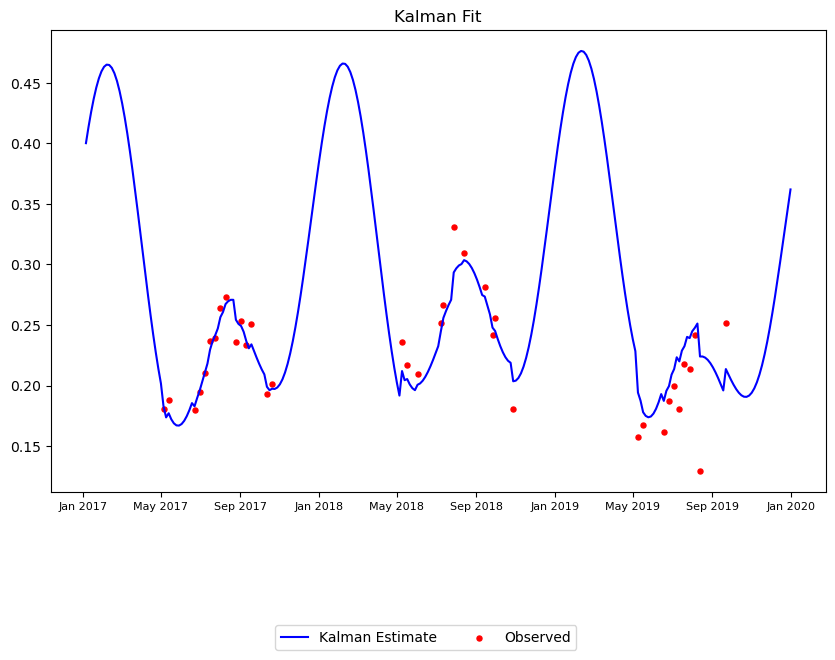 Kalman Fit
0.45
0.40
0.35
0.30
0.25
0.20
0.15
Jan 2017 May 2017 Sep 2017 Jan 2018 May 2018 Sep 2018 Jan 2019 May 2019 Sep 2019 Jan 2020
Kalman Estimate Observed